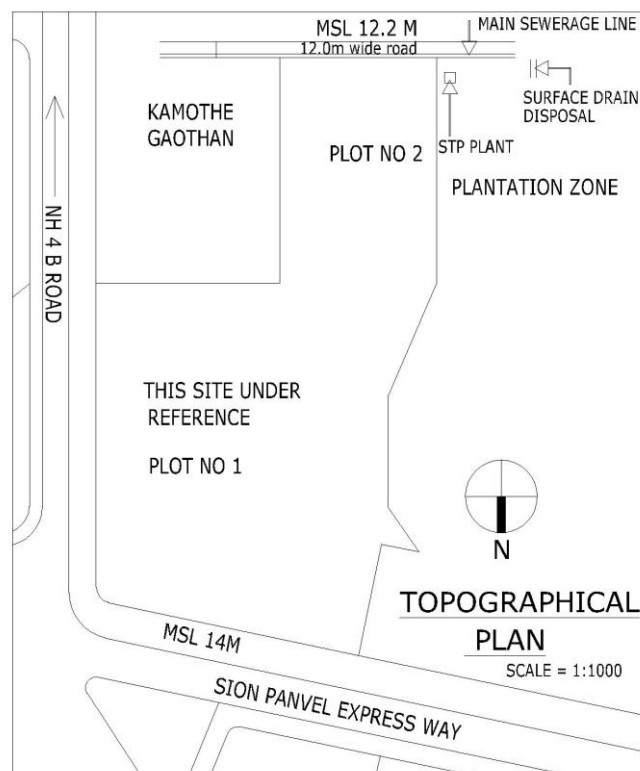 MSL 12.2 M
MAIN SEWERAGE LINE
12.0m wide road
SURFACE DRAIN
DISPOSAL
KAMOTHE
GAOTHAN
STP PLANT
PLOT NO 2
PLANTATION ZONE
NH 4 B ROAD
THIS SITE UNDER
REFERENCE
PLOT NO 1
N
TOPOGRAPHICAL
PLAN
SCALE = 1:1000
MSL 14M
SION PANVEL EXPRESS WAY